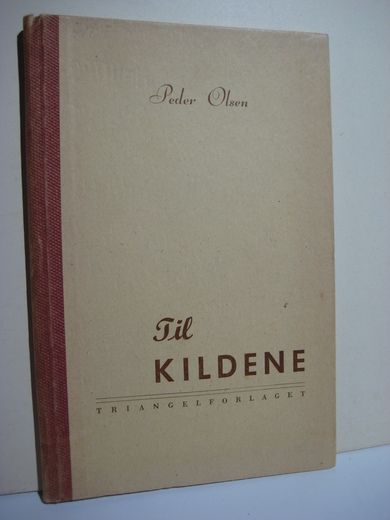 Peder Olsen
Til
KILDENE
TRIANGELFORLAGET